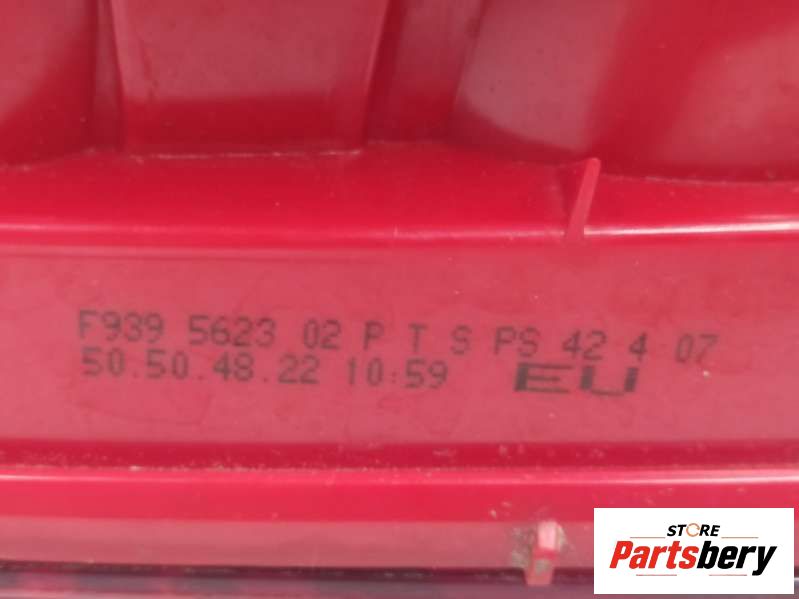 F939 5623 02 P T S PS 42 4 07
50.50.48.22 10:59 EU
STORE
Partsbery